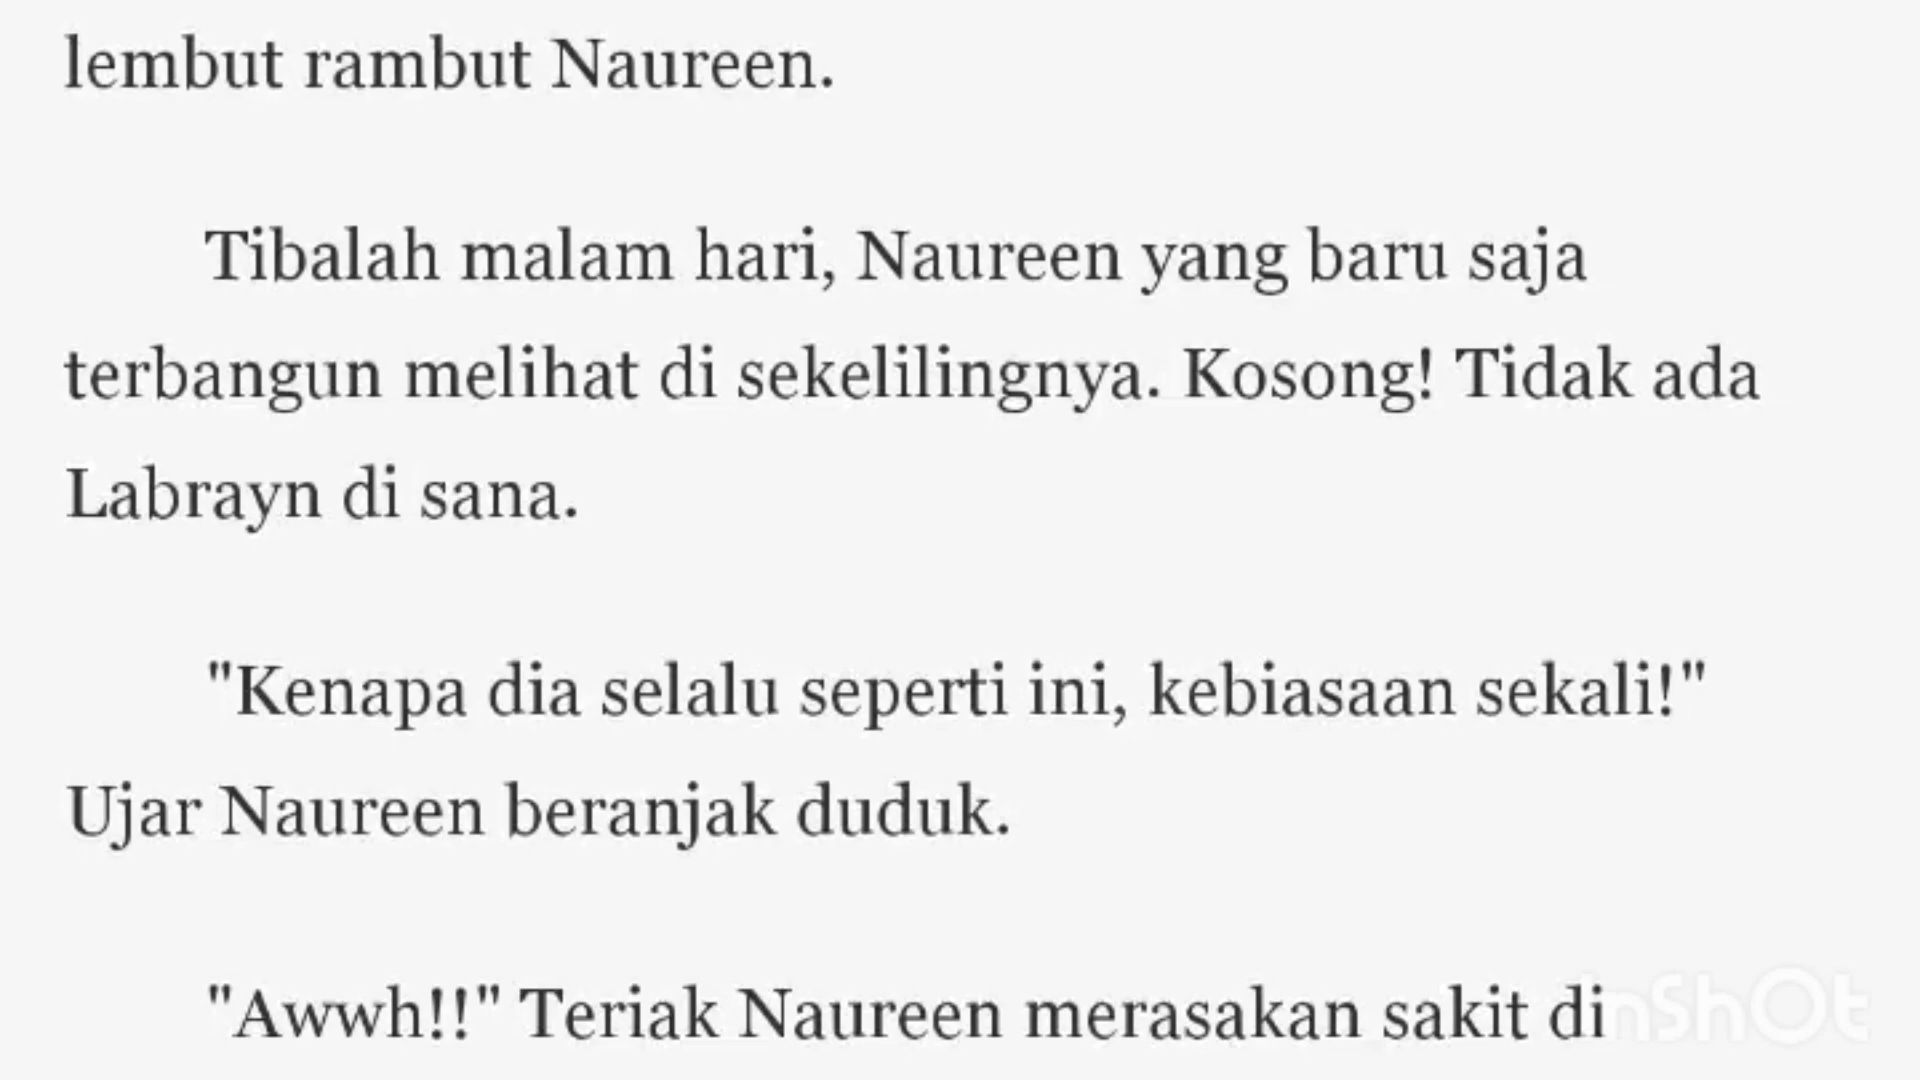 lembut rambut Naureen.
Tibalah malam hari, Naureen yang baru saja
terbangun melihat di sekelilingnya. Kosong! Tidak ada
Labrayn di sana.
"Kenapa dia selalu seperti ini, kebiasaan sekali!"
Ujar Naureen beranjak duduk.
"Awwh!!" Teriak Naureen merasakan sakit di
InShOt